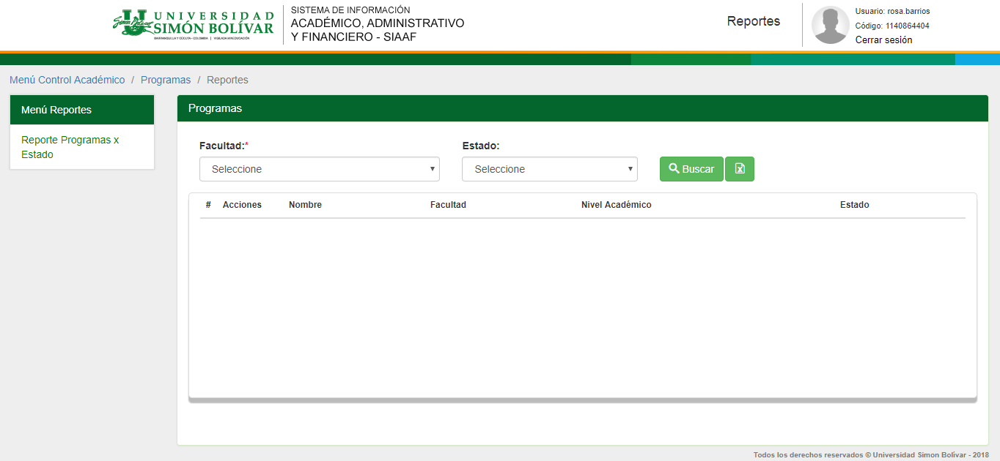 UNIVERSIDAD
SIMÓN BOLÍVAR
BARRANQUILLA Y CÚCUTA - COLOMBIA | VIGILADA MINEDUCACIÓN
SISTEMA DE INFORMACIÓN
ACADÉMICO, ADMINISTRATIVO
Y FINANCIERO - SIAAF
Reportes
Usuario: rosa.barrios
Código: 1140864404
Cerrar sesión
Menú Control Académico / Programas / Reportes
Menú Reportes
Reporte Programas x
Estado
Programas
Facultad:* Estado:
Seleccione Seleccione Buscar
# Acciones Nombre Facultad Nivel Académico Estado
Todos los derechos reservados © Universidad Simon Bolivar - 2018